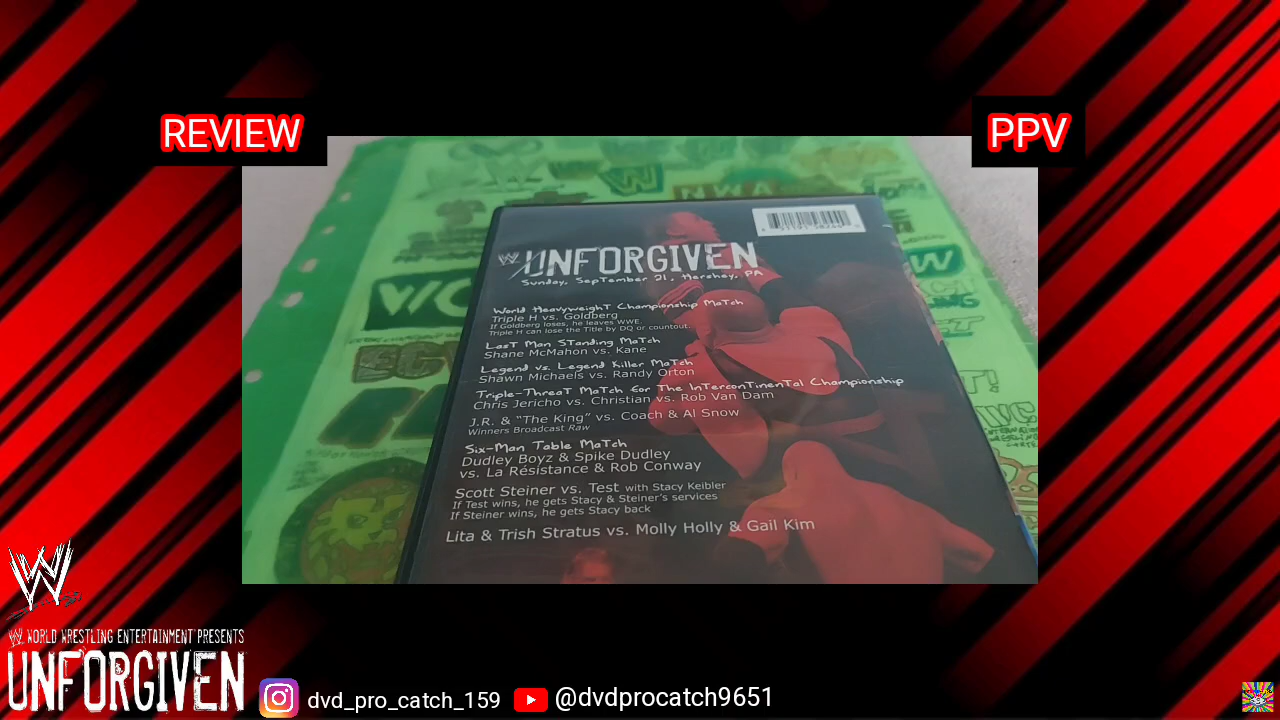 REVIEW
PPV
NWA
W
UNFORGIVEN
Sunday, September 21, Hershey, PA
World Heavyweight Championship Match
Triple H vs. Goldberg
If Goldberg loses, he leaves WWE.
Triple H can lose the Title by DQ or countout.
Last Man Standing Match
Shane McMahon vs. Kane
Legend vs. Legend Killer Match
Shawn Michaels vs. Randy Orton
Triple-Threat Match for The Intercontinental Championship
Chris Jericho vs. Christian vs. Rob Van Dam
J.R. & "The King" vs. Coach & Al Snow
Winners Broadcast Raw
Six-Man Table Match
Dudley Boyz & Spike Dudley
vs. La Résistance & Rob Conway
Scott Steiner vs. Test with Stacy Keibler
If Test wins, he gets Stacy & Steiner's services
If Steiner wins, he gets Stacy back
Lita & Trish Stratus vs. Molly Holly & Gail Kim
W
WORLD WRESTLING ENTERTAINMENT PRESENTS
UNFORGIVEN
dvd_pro_catch_159
@dvdprocatch9651